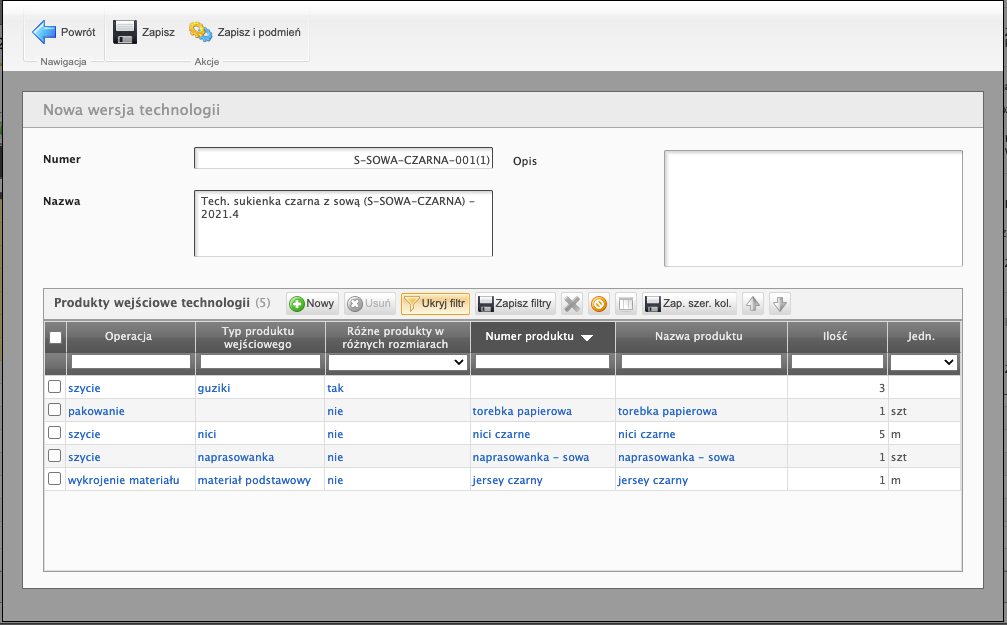 Powrót Zapisz Zapisz i podmień
Nawigacja Akcje
Nowa wersja technologii
Numer S-SOWA-CZARNA-001(1) Opis
Nazwa Tech. sukienka czarna z sową (S-SOWA-CZARNA) -
2021.4
Produkty wejściowe technologii (5) Nowy Usuń Ukryj filtr Zapisz filtry Zap. szer. kol.
Operacja Typ produktu wejściowego Różne produkty w różnych rozmiarach Numer produktu Nazwa produktu Ilość Jedn.
szycie guziki tak 3
pakowanie nie torebka papierowa torebka papierowa 1 szt
szycie nici nie nici czarne nici czarne 5 m
szycie naprasowanka nie naprasowanka - sowa naprasowanka - sowa 1 szt
wykrojenie materiału materiał podstawowy nie jersey czarny jersey czarny 1 m